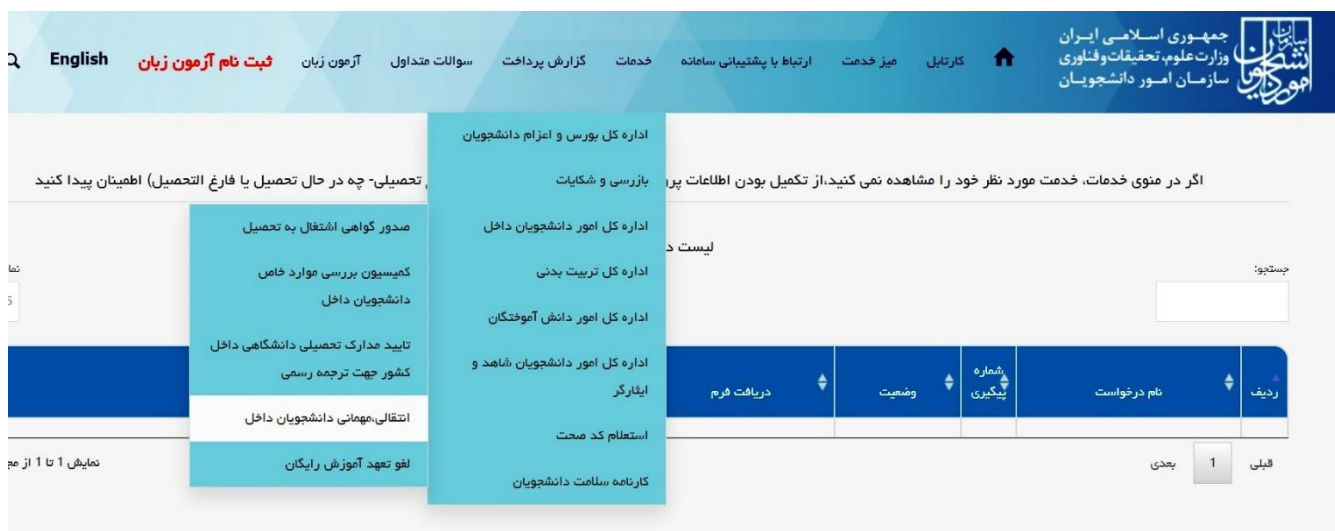 جمهـوری اسـلامـی ایـران
وزارت علوم، تحقیقات و فناوری
سازمـان امـور دانشجویـان
سازمان امور دانشجویان
کارتابل
میز خدمت
ارتباط با پشتیبانی سامانه
خدمات
گزارش پرداخت
سوالات متداول
آزمون زبان
ثبت نام آزمون زبان
English
اداره کل بورس و اعزام دانشجویان
بازرسی و شکایات
اداره کل امور دانشجویان داخل
اداره کل تربیت بدنی
اداره کل امور دانش آموختگان
اداره کل امور دانشجویان شاهد و
ایثارگر
استعلام کد صحت
کارنامه سلامت دانشجویان
صدور گواهی اشتغال به تحصیل
کمیسیون بررسی موارد خاص
دانشجویان داخل
تایید مدارک تحصیلی دانشگاهی داخل
کشور جهت ترجمه رسمی
انتقالی،مهمانی دانشجویان داخل
لغو تعهد آموزش رایگان
اگر در منوی خدمات، خدمت مورد نظر خود را مشاهده نمی کنید،از تکمیل بودن اطلاعات تحصیلی- چه در حال تحصیل یا فارغ التحصیل) اطمینان پیدا کنید
لیست
جستجو:
ردیف
نام درخواست
شماره
پیگیری
وضعیت
دریافت فرم
قبلی
1
بعدی
نمایش 1 تا 1 از